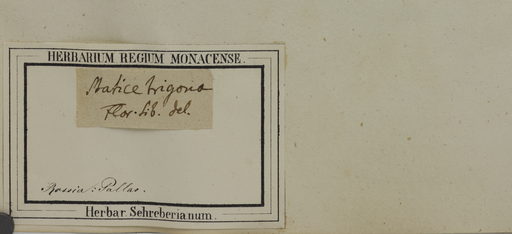 HERBARIUM REGIUM MONACENSE.
Statice trigona
Flor. Sib. del.
Rossia: Pallas.
Herbar. Schreberianum.